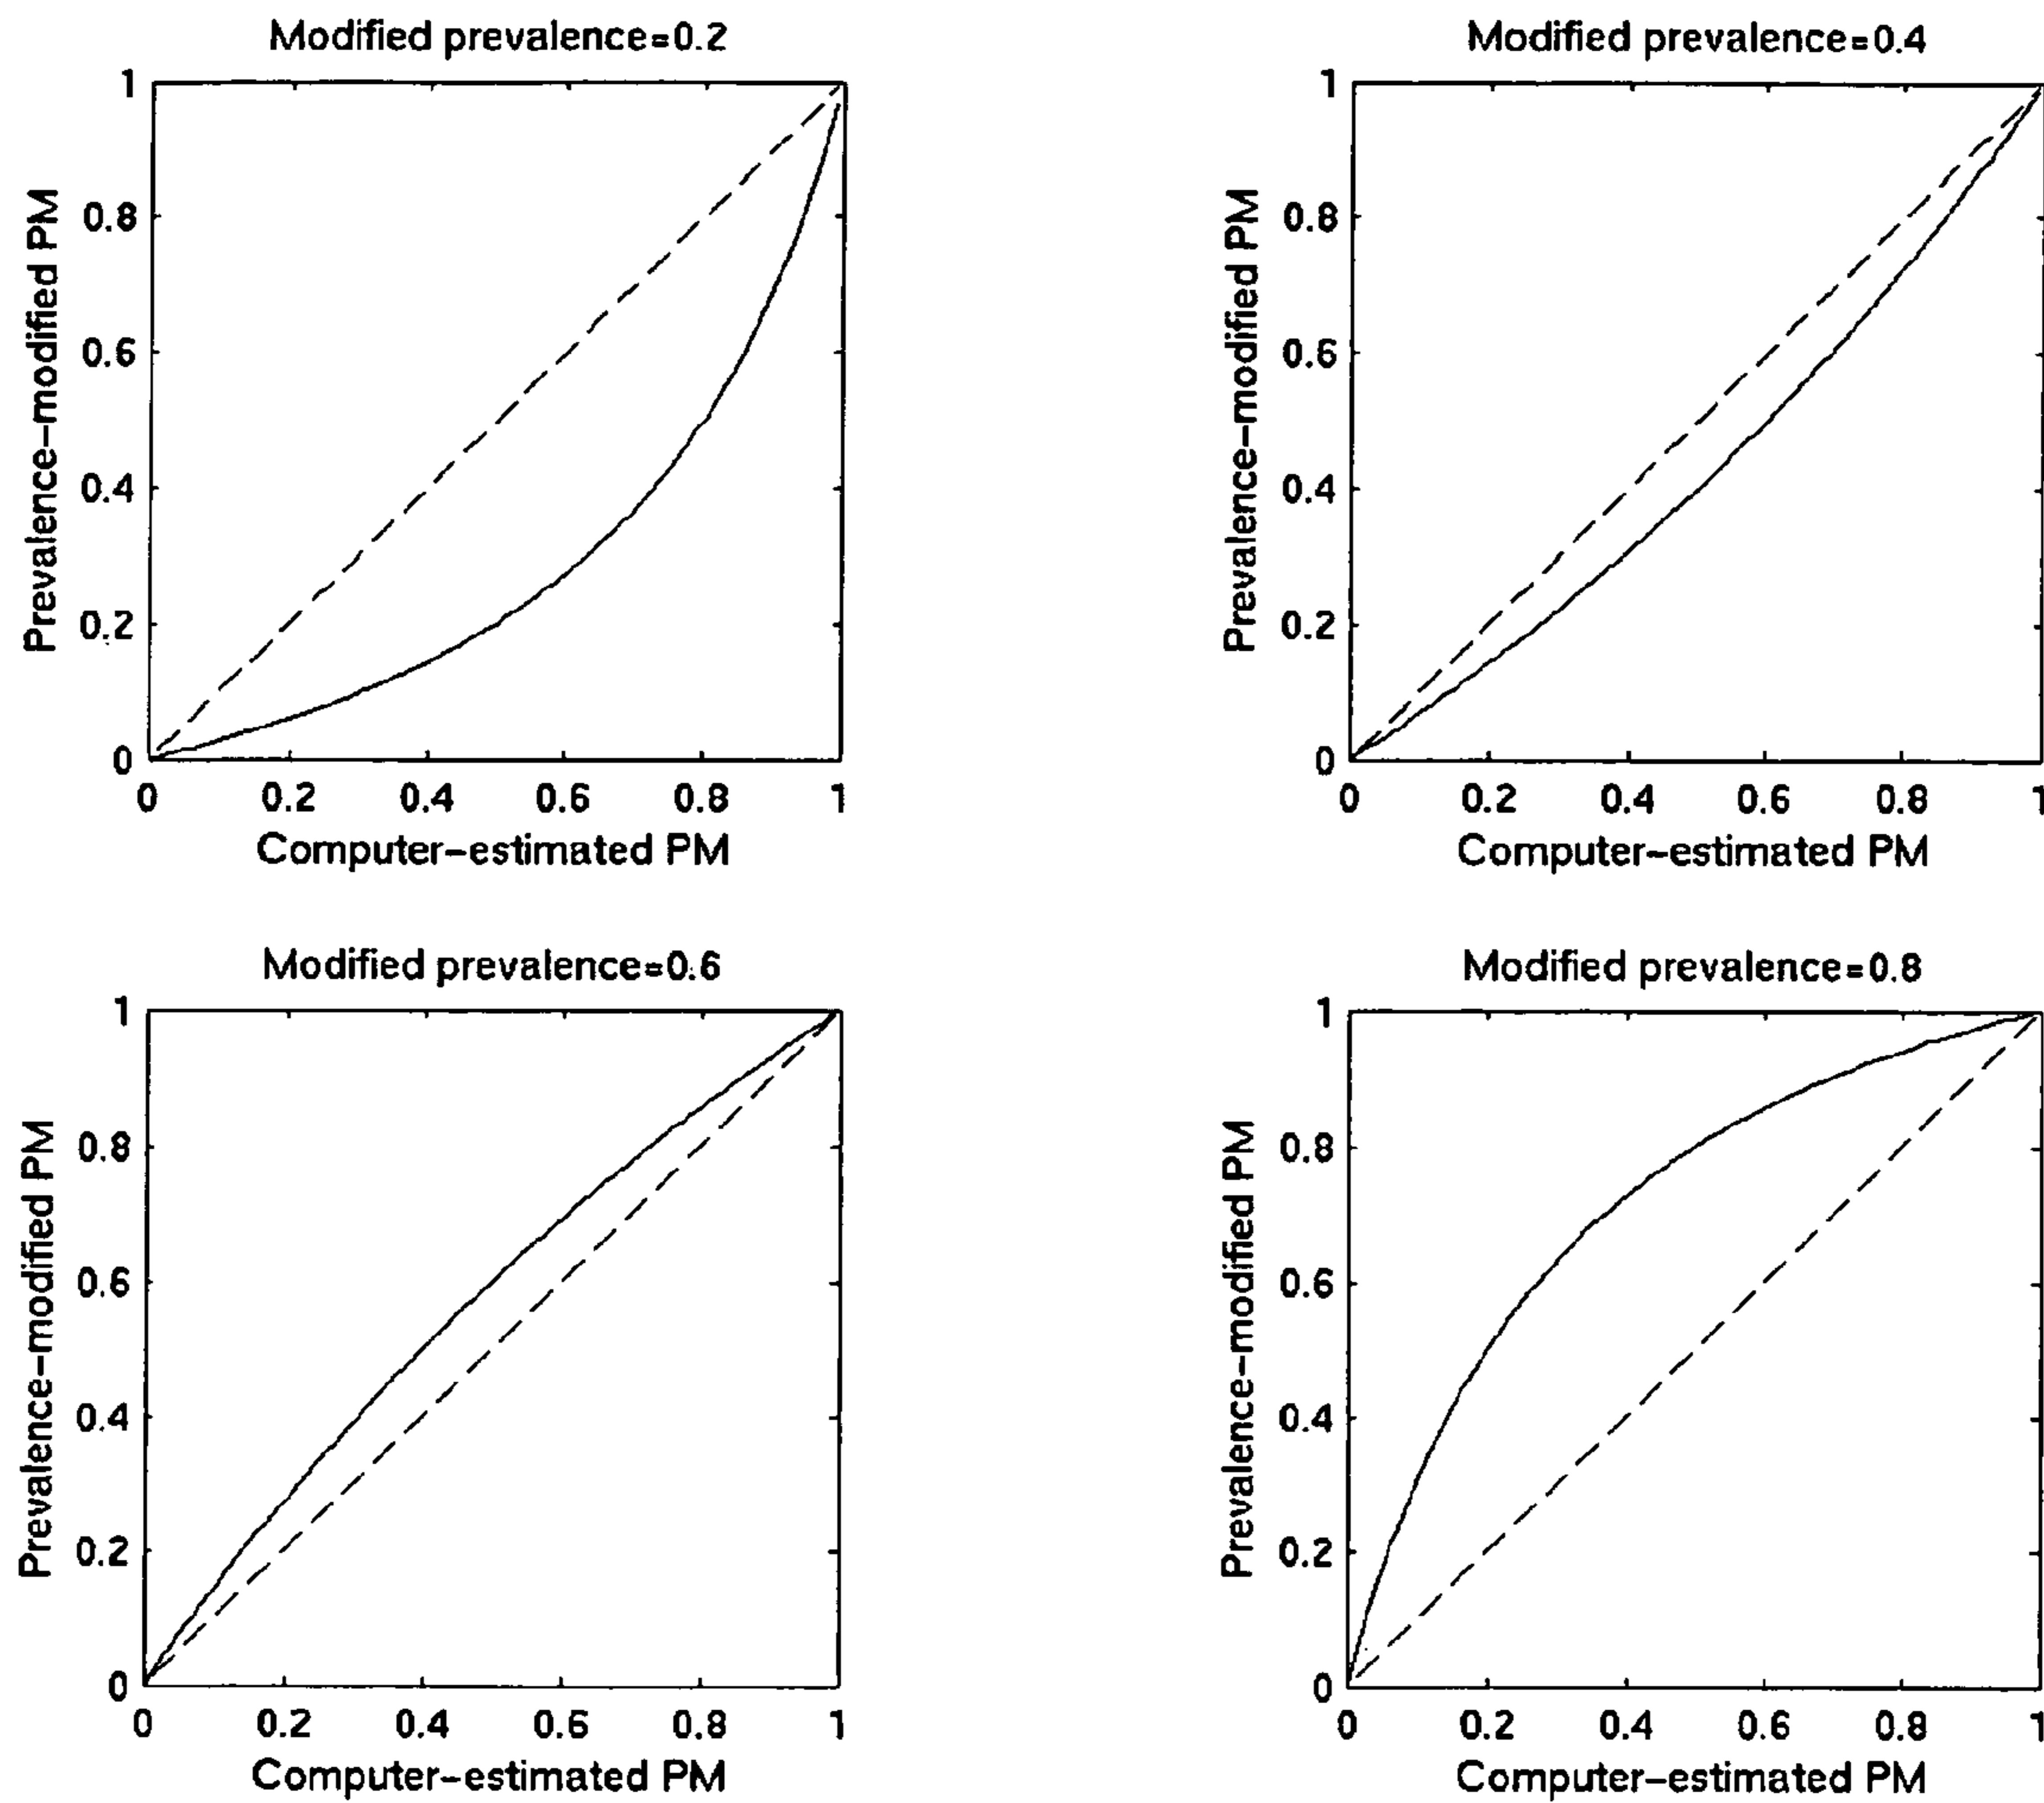 Modified prevalence=0.2
Prevalence-modified PM
1
0.8
0.6
0.4
0.2
0
0 0.2 0.4 0.6 0.8 1
Computer-estimated PM
Modified prevalence=0.4
Prevalence-modified PM
1
0.8
0.6
0.4
0.2
0
0 0.2 0.4 0.6 0.8 1
Computer-estimated PM
Modified prevalence=0.6
Prevalence-modified PM
1
0.8
0.6
0.4
0.2
0
0 0.2 0.4 0.6 0.8 1
Computer-estimated PM
Modified prevalence=0.8
Prevalence-modified PM
1
0.8
0.6
0.4
0.2
0
0 0.2 0.4 0.6 0.8 1
Computer-estimated PM